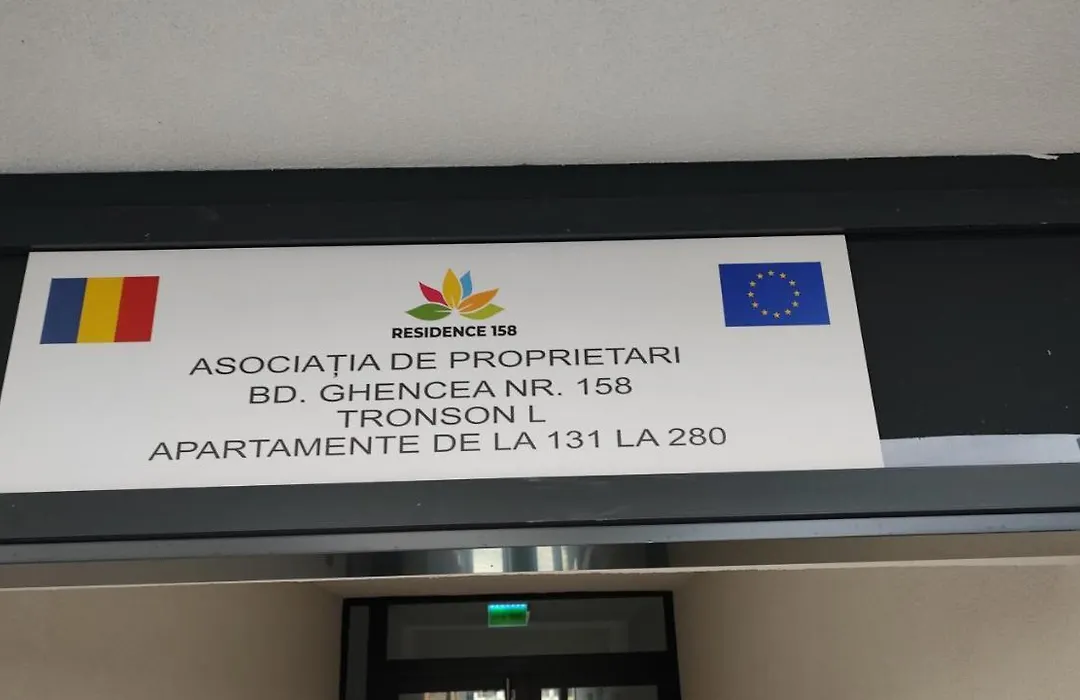 RESIDENCE 158
ASOCIAȚIA DE PROPRIETARI
BD. GHENCEA NR. 158
TRONSON L
APARTAMENTE DE LA 131 LA 280